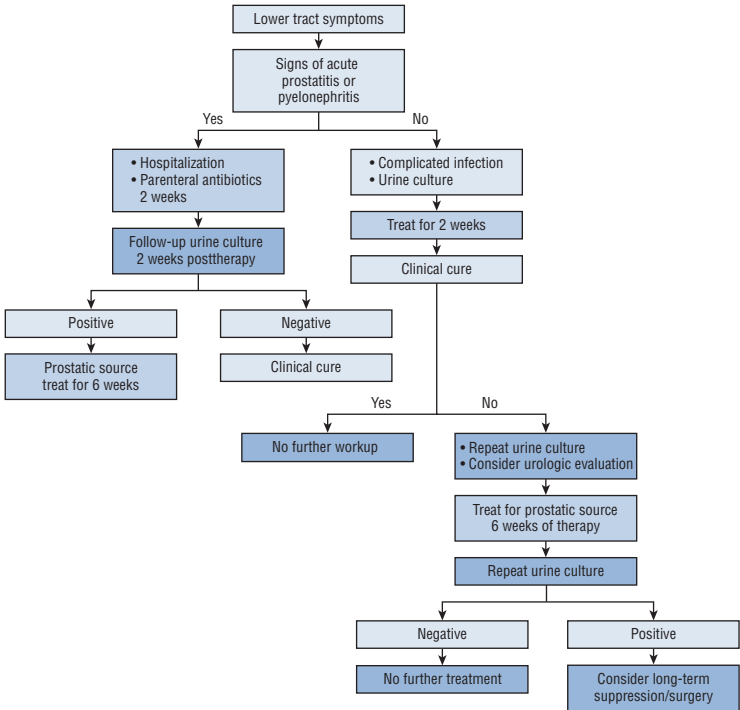 Lower tract symptoms
Signs of acute
prostatitis or
pyelonephritis
Yes
No
• Hospitalization
• Parenteral antibiotics
2 weeks
• Complicated infection
• Urine culture
Treat for 2 weeks
Follow-up urine culture
2 weeks posttherapy
Clinical cure
Positive
Negative
Prostatic source
treat for 6 weeks
Clinical cure
Yes
No
No further workup
• Repeat urine culture
• Consider urologic evaluation
Treat for prostatic source
6 weeks of therapy
Repeat urine culture
Negative
Positive
No further treatment
Consider long-term
suppression/surgery